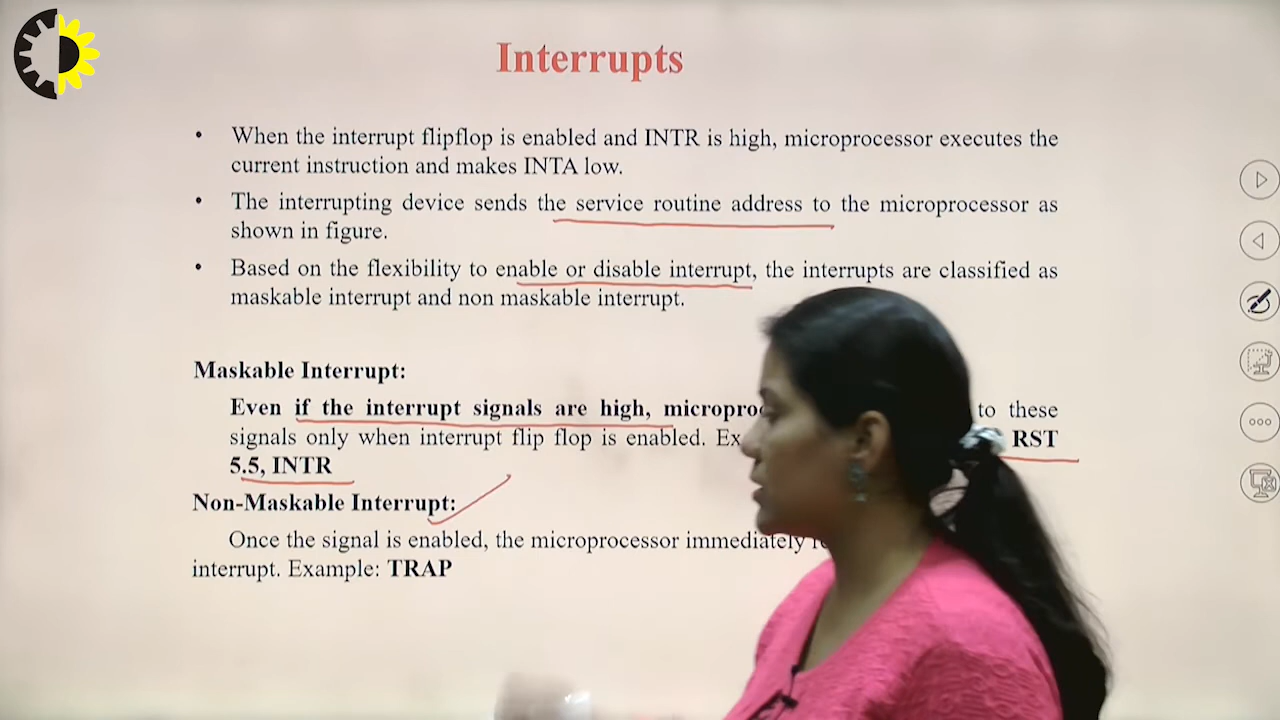 Interrupts
• When the interrupt flipflop is enabled and INTR is high, microprocessor executes the
current instruction and makes INTA low.
• The interrupting device sends the service routine address to the microprocessor as
shown in figure.
• Based on the flexibility to enable or disable interrupt, the interrupts are classified as
maskable interrupt and non maskable interrupt.
Maskable Interrupt:
Even if the interrupt signals are high, to these
signals only when interrupt flip flop is enabled. RST
5.5, INTR
Non-Maskable Interrupt:
Once the signal is enabled, the microprocessor immediately
interrupt. Example: TRAP